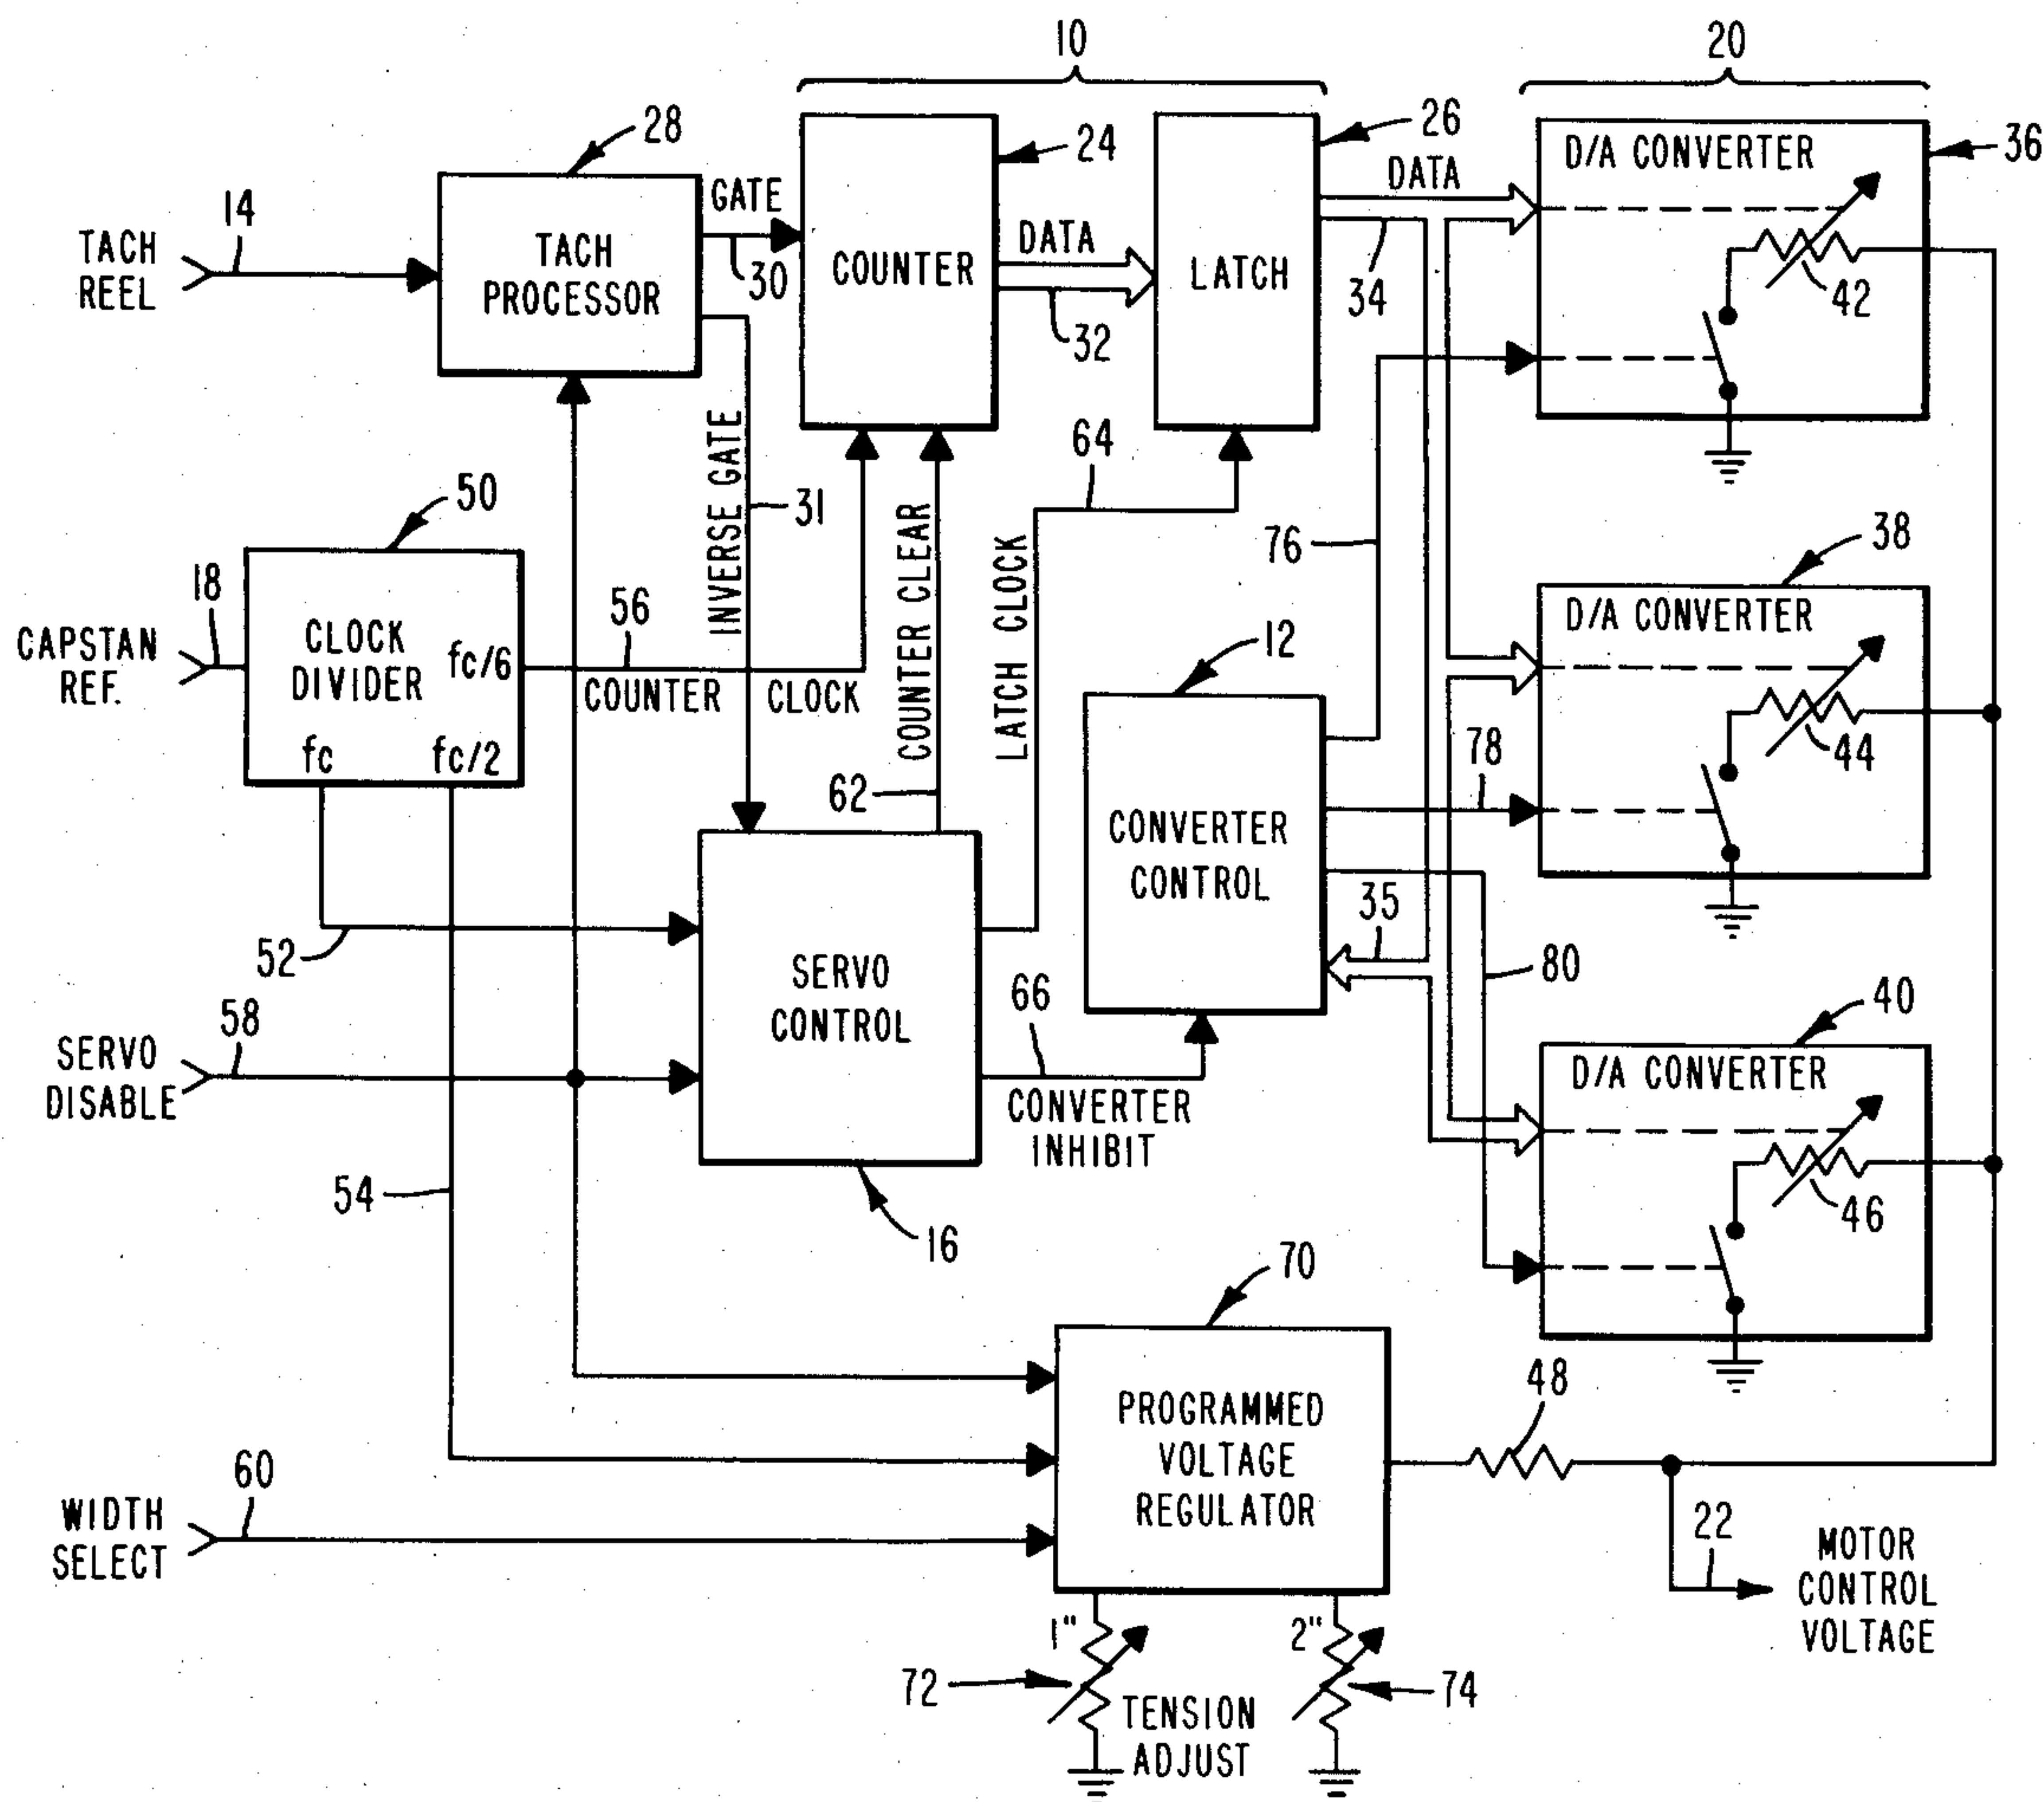 10
20
28
24
26
D/A CONVERTER
36
14
TACH
REEL
TACH
PROCESSOR
GATE
30
COUNTER
DATA
32
LATCH
DATA
34
42
INVERSE GATE
31
COUNTER CLEAR
62
LATCH CLOCK
64
76
50
18
CAPSTAN
REF.
CLOCK
DIVIDER
fc/6
fc
fc/2
56
COUNTER CLOCK
12
38
D/A CONVERTER
44
78
CONVERTER
CONTROL
35
80
52
58
SERVO
DISABLE
SERVO
CONTROL
66
CONVERTER
INHIBIT
40
D/A CONVERTER
46
54
16
70
PROGRAMMED
VOLTAGE
REGULATOR
48
60
WIDTH
SELECT
22
MOTOR
CONTROL
VOLTAGE
1"
2"
72
74
TENSION
ADJUST